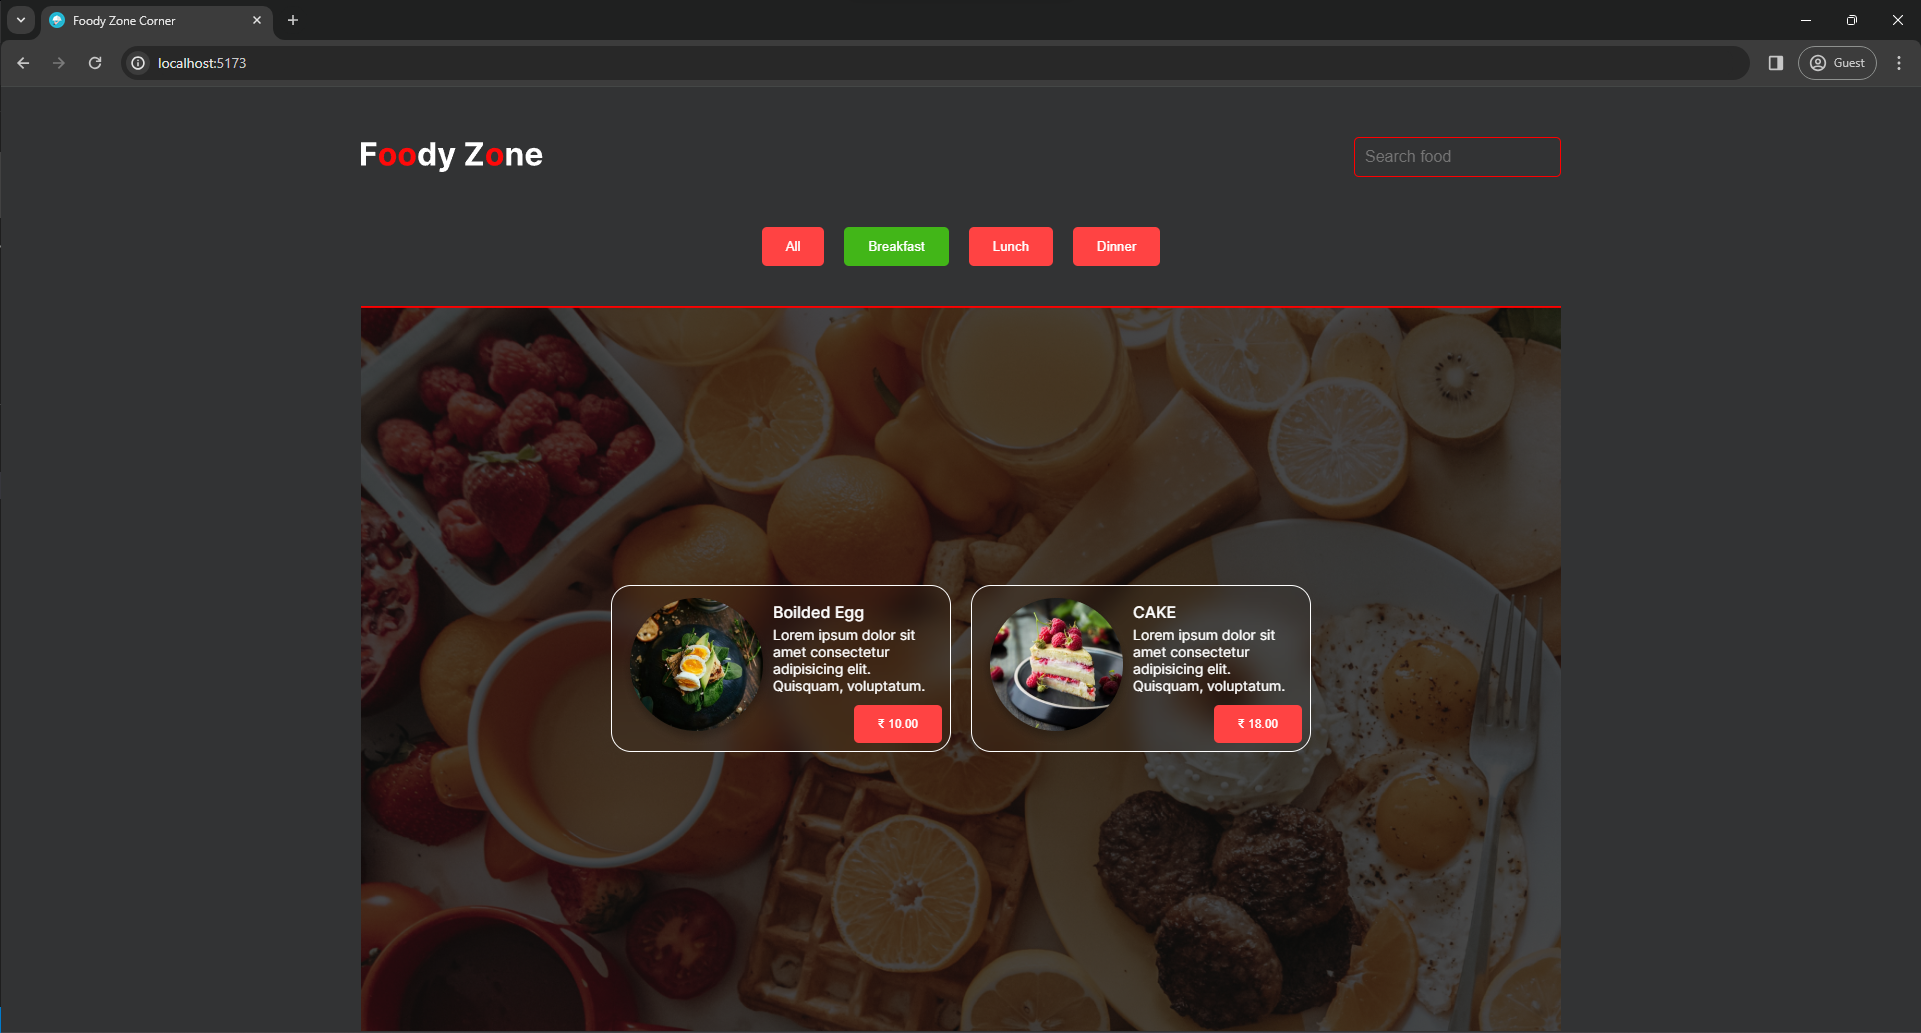 Foody Zone Corner
localhost:5173
Guest
Foody Zone
Search food
All
Breakfast
Lunch
Dinner
Boilded Egg
Lorem ipsum dolor sit
amet consectetur
adipisicing elit.
Quisquam, voluptatum.
₹ 10.00
CAKE
Lorem ipsum dolor sit
amet consectetur
adipisicing elit.
Quisquam, voluptatum.
₹ 18.00